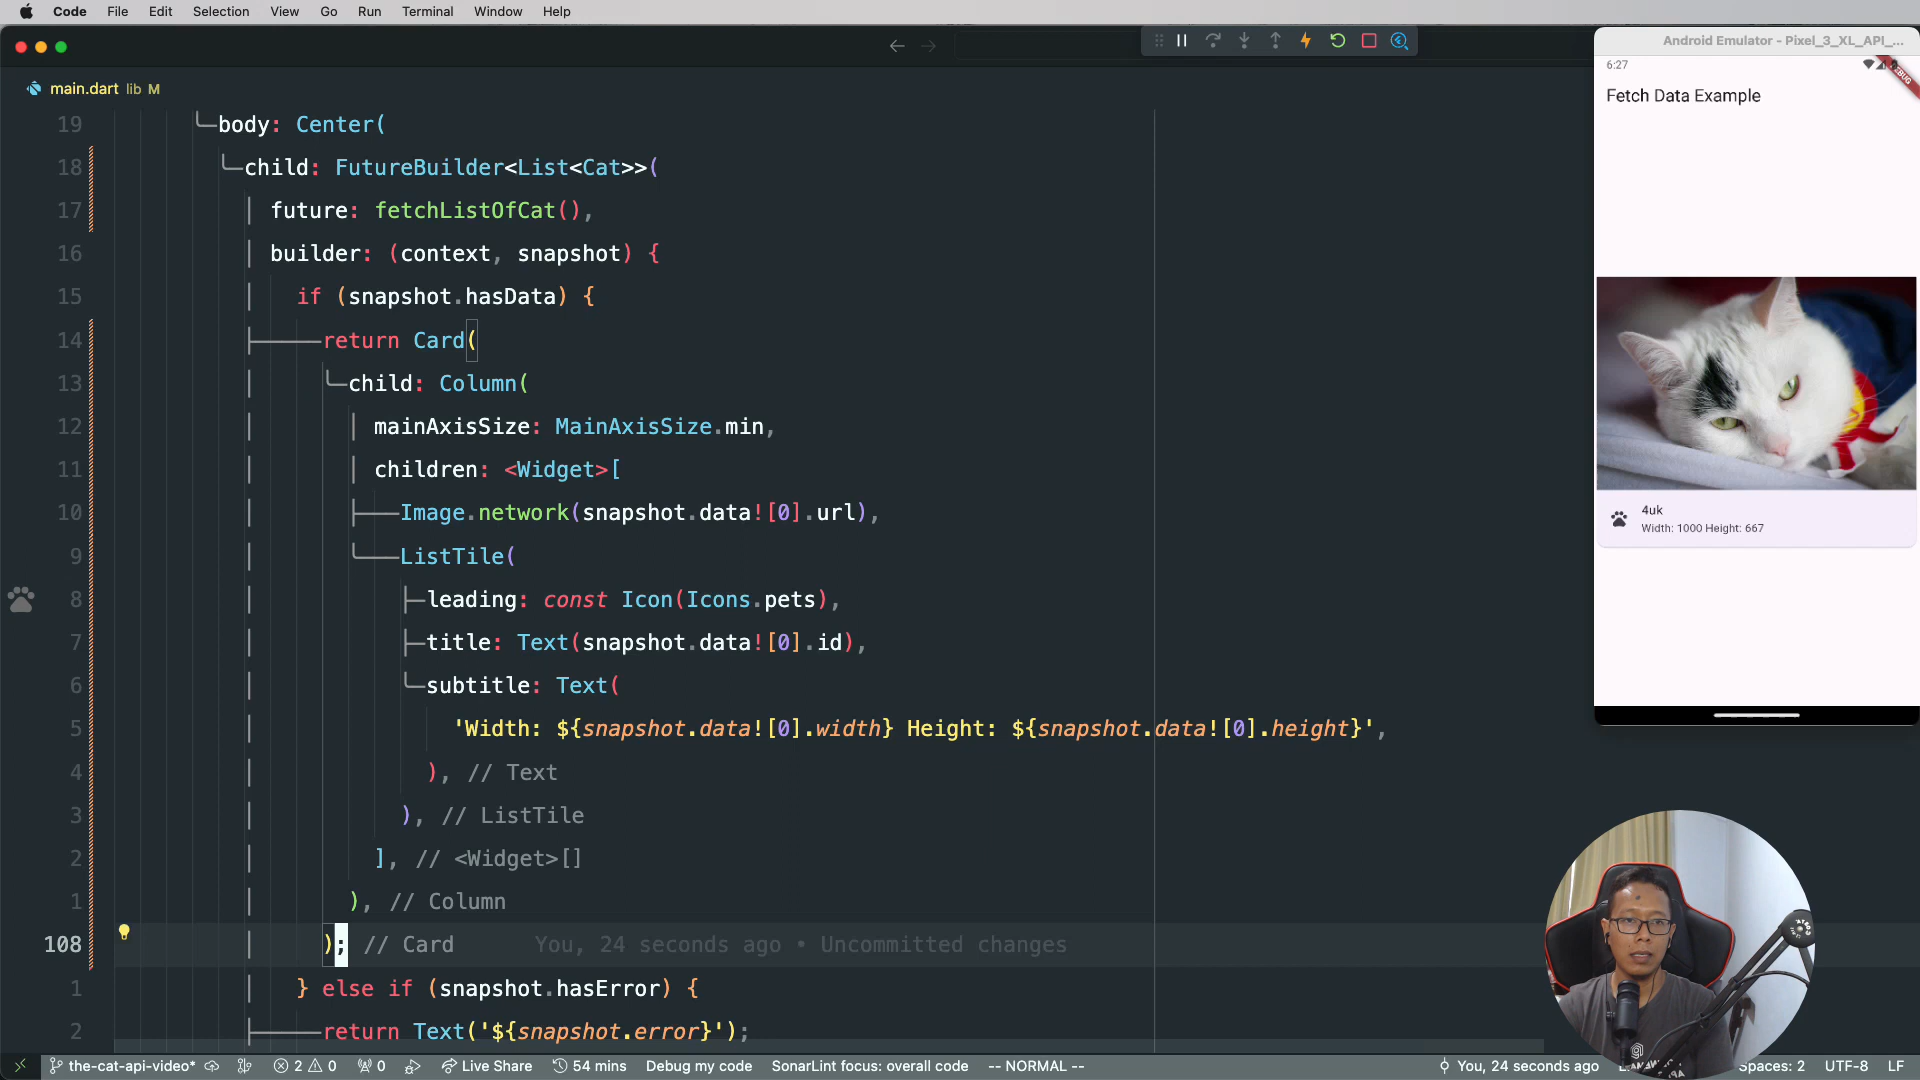 Code File Edit Selection View Go Run Terminal Window Help
Android Emulator - Pixel_3_XL_API_...
6:27
DEBUG
Fetch Data Example
main.dart lib M
19 body: Center(
18 child: FutureBuilder<List<Cat>>(
17 future: fetchListOfCat(),
16 builder: (context, snapshot) {
15 if (snapshot.hasData) {
14 return Card(
13 child: Column(
12 mainAxisSize: MainAxisSize.min,
11 children: <Widget>[
10 Image.network(snapshot.data![0].url),
9 ListTile(
8 leading: const Icon(Icons.pets),
7 title: Text(snapshot.data![0].id),
6 subtitle: Text(
5 'Width: ${snapshot.data![0].width} Height: ${snapshot.data![0].height}',
4 ), // Text
3 ), // ListTile
2 ], // <Widget>[]
1 ), // Column
108 ); // Card You, 24 seconds ago • Uncommitted changes
1 } else if (snapshot.hasError) {
2 return Text('${snapshot.error}');
4uk
Width: 1000 Height: 667
the-cat-api-video* 2 0 0 Live Share 54 mins Debug my code SonarLint focus: overall code -- NORMAL -- You, 24 seconds ago Spaces: 2 UTF-8 LF